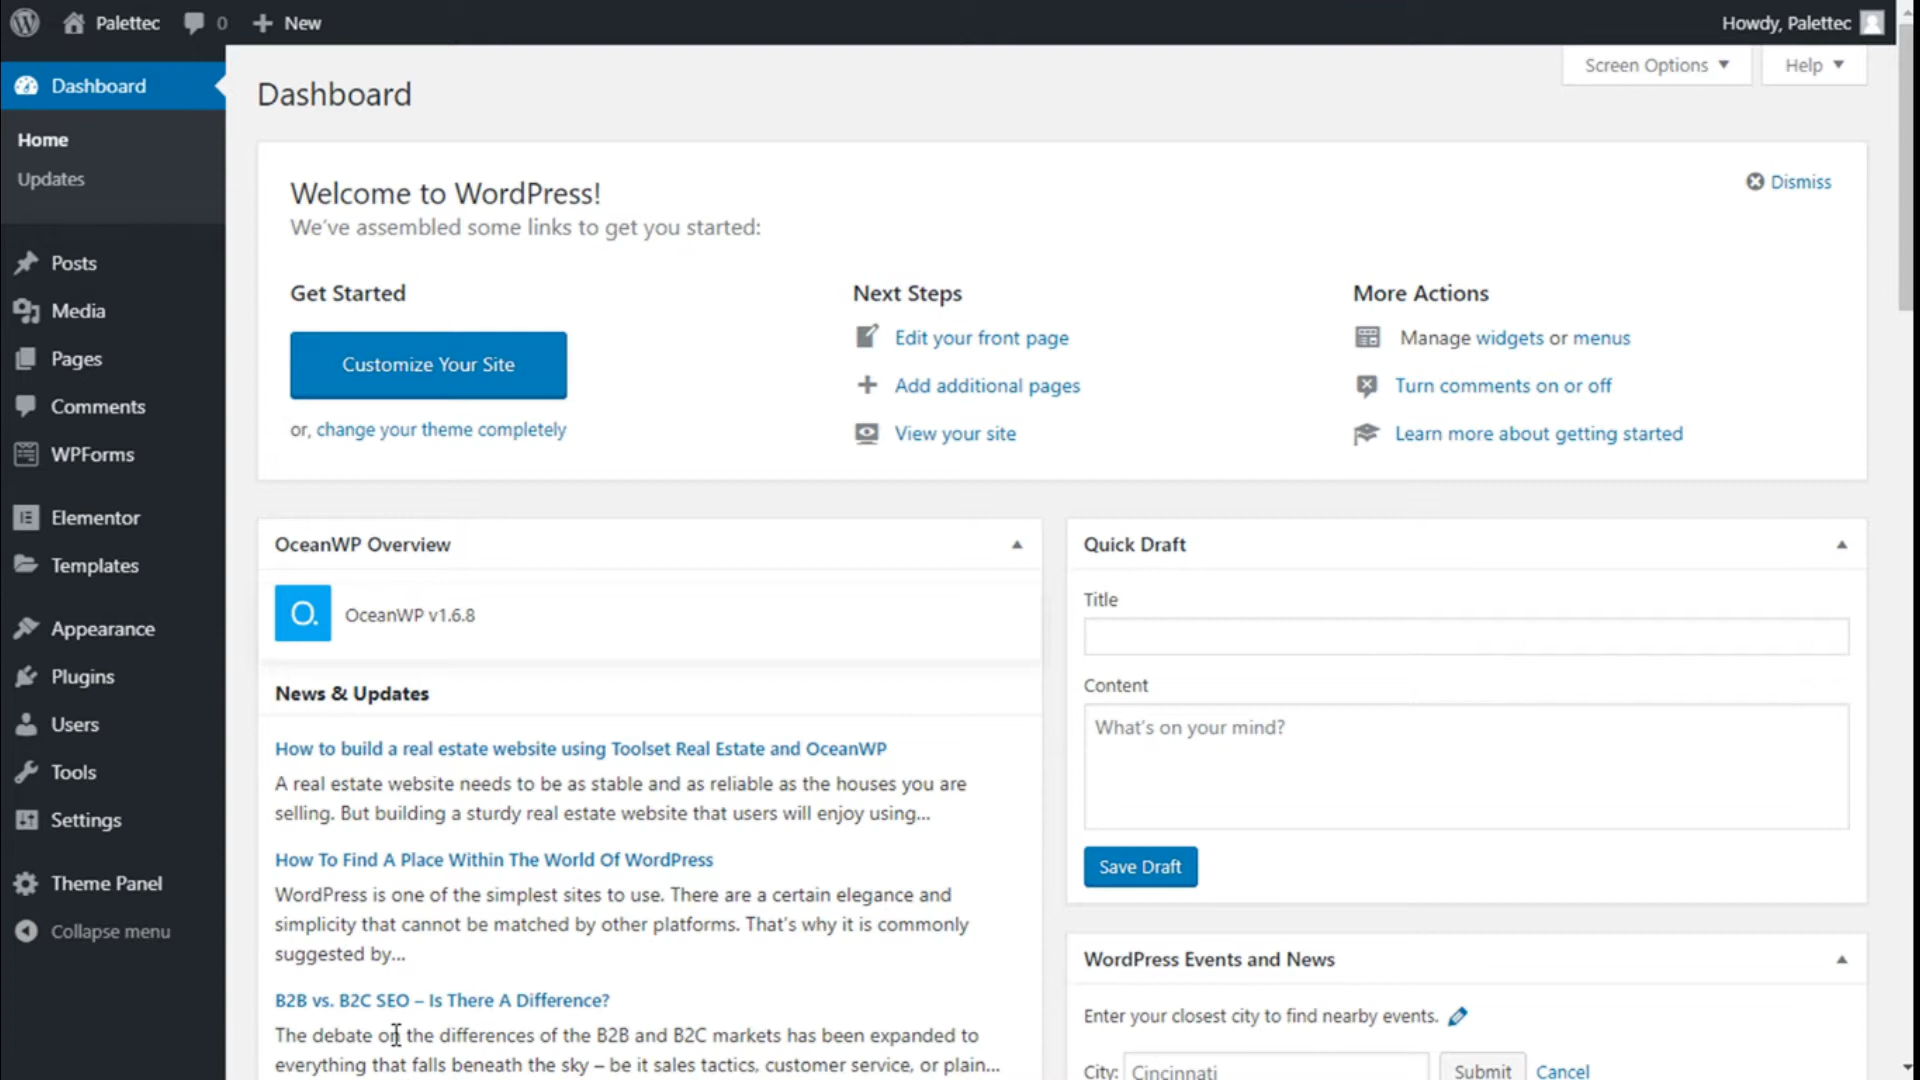 Palettec
0
New
Howdy, Palettec
Dashboard
Home
Updates
Posts
Media
Pages
Comments
WPForms
Elementor
Templates
Appearance
Plugins
Users
Tools
Settings
Theme Panel
Collapse menu
Screen Options
Help
Dashboard
Welcome to WordPress!
Dismiss
We've assembled some links to get you started:
Get Started
Customize Your Site
or, change your theme completely
Next Steps
Edit your front page
Add additional pages
View your site
More Actions
Manage widgets or menus
Turn comments on or off
Learn more about getting started
OceanWP Overview
O.
OceanWP v1.6.8
News & Updates
How to build a real estate website using Toolset Real Estate and OceanWP
A real estate website needs to be as stable and as reliable as the houses you are
selling. But building a sturdy real estate website that users will enjoy using...
How To Find A Place Within The World Of WordPress
WordPress is one of the simplest sites to use. There are a certain elegance and
simplicity that cannot be matched by other platforms. That's why it is commonly
suggested by...
B2B vs. B2C SEO – Is There A Difference?
The debate on the differences of the B2B and B2C markets has been expanded to
everything that falls beneath the sky – be it sales tactics, customer service, or plain...
Quick Draft
Title
Content
What's on your mind?
Save Draft
WordPress Events and News
Enter your closest city to find nearby events.
City:
Cincinnati
Submit
Cancel